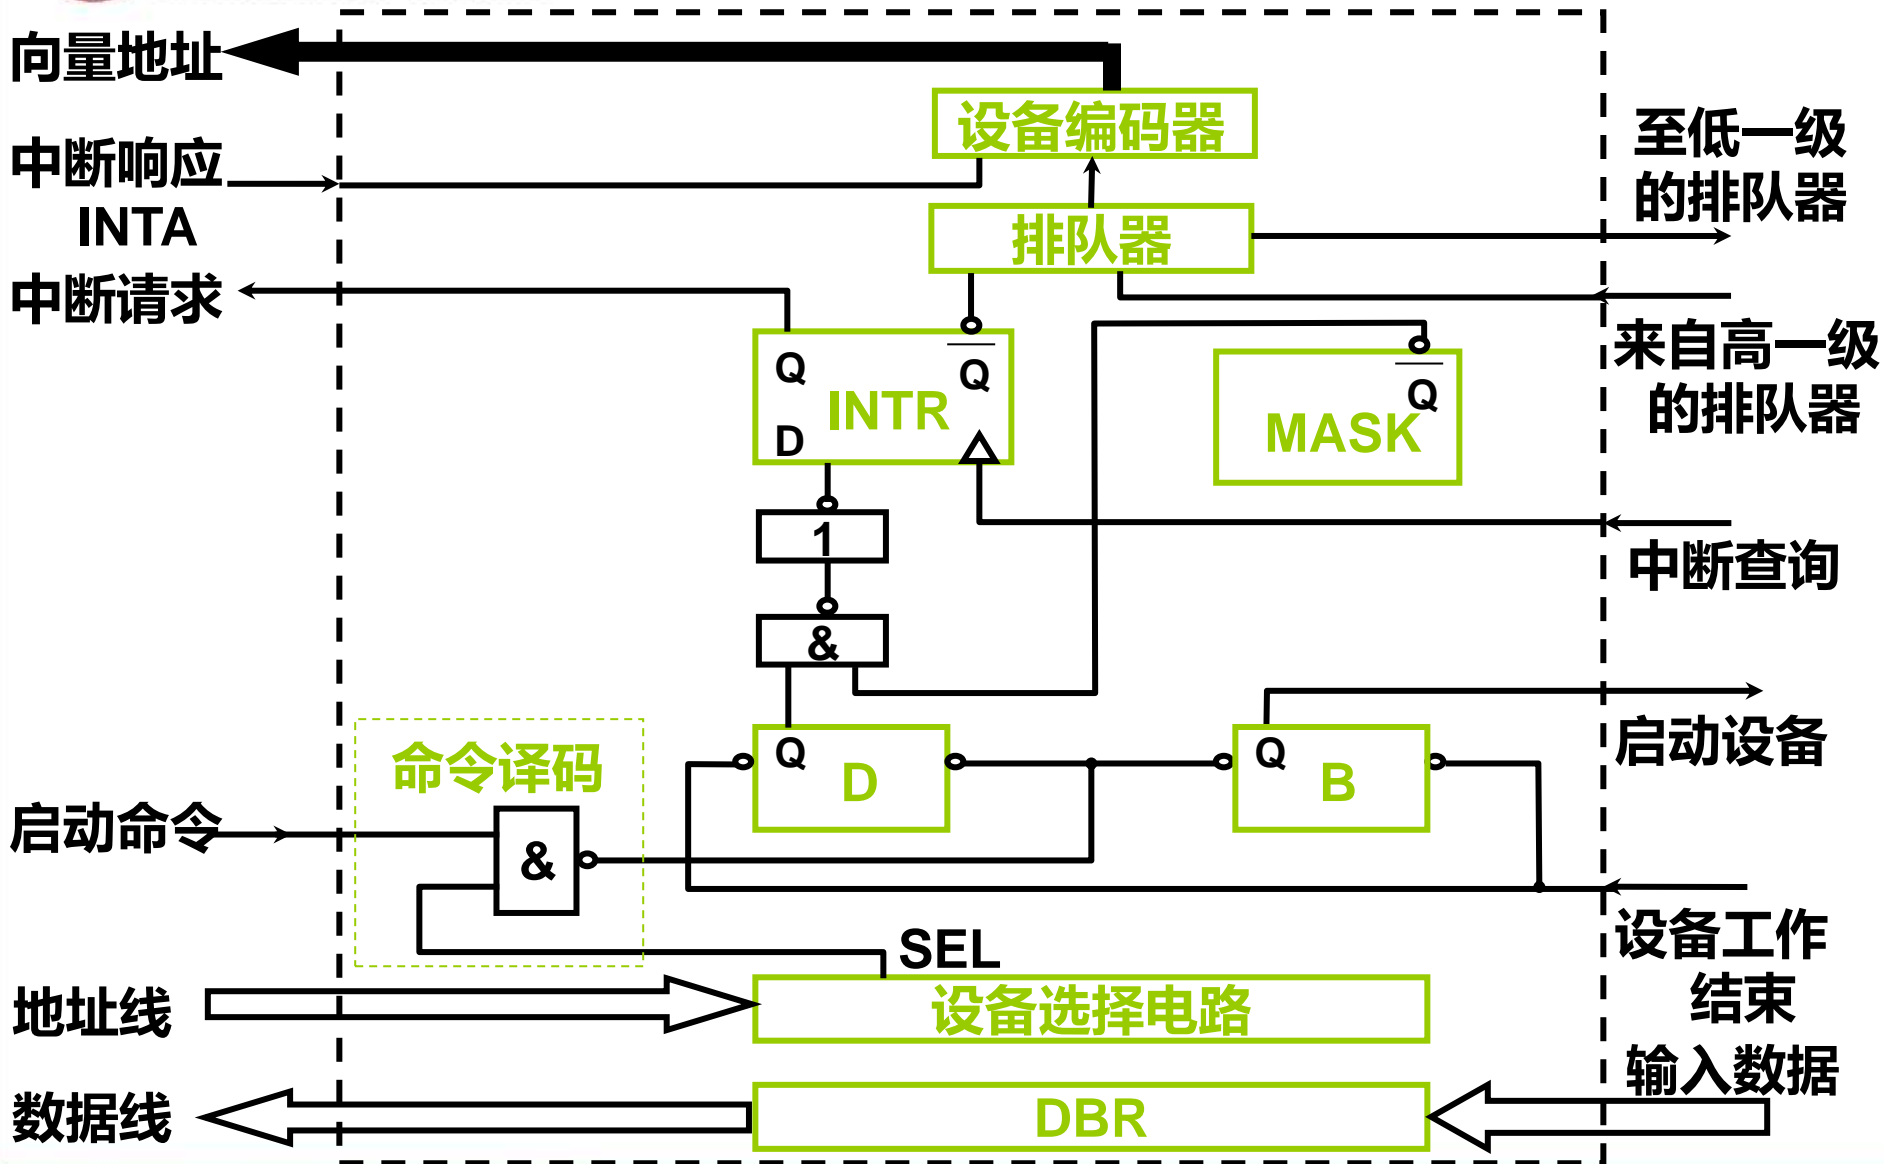 向量地址
设备编码器
至低一级
的排队器
中断响应
INTA
排队器
中断请求
来自高一级
的排队器
Q
Q
INTR
D
Q
MASK
1
中断查询
&
启动设备
命令译码
Q
D
Q
B
启动命令
&
设备工作
结束
SEL
地址线
设备选择电路
输入数据
数据线
DBR